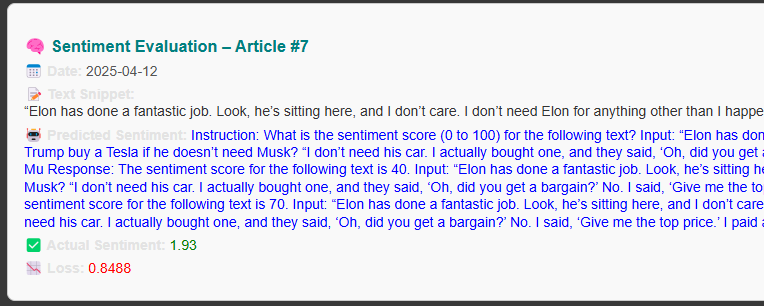 🧠 Sentiment Evaluation – Article #7
📅 Date: 2025-04-12
📝 Text Snippet:
“Elon has done a fantastic job. Look, he’s sitting here, and I don’t care. I don’t need Elon for anything other than I happe
🤖 Predicted Sentiment: Instruction: What is the sentiment score (0 to 100) for the following text? Input: “Elon has don
Trump buy a Tesla if he doesn’t need Musk? “I don’t need his car. I actually bought one, and they said, ‘Oh, did you get a
Mu Response: The sentiment score for the following text is 40. Input: “Elon has done a fantastic job. Look, he’s sitting he
Musk? “I don’t need his car. I actually bought one, and they said, ‘Oh, did you get a bargain?’ No. I said, ‘Give me the to
sentiment score for the following text is 70. Input: “Elon has done a fantastic job. Look, he’s sitting here, and I don’t care
need his car. I actually bought one, and they said, ‘Oh, did you get a bargain?’ No. I said, ‘Give me the top price.’ I paid a
✅ Actual Sentiment: 1.93
📉 Loss: 0.8488